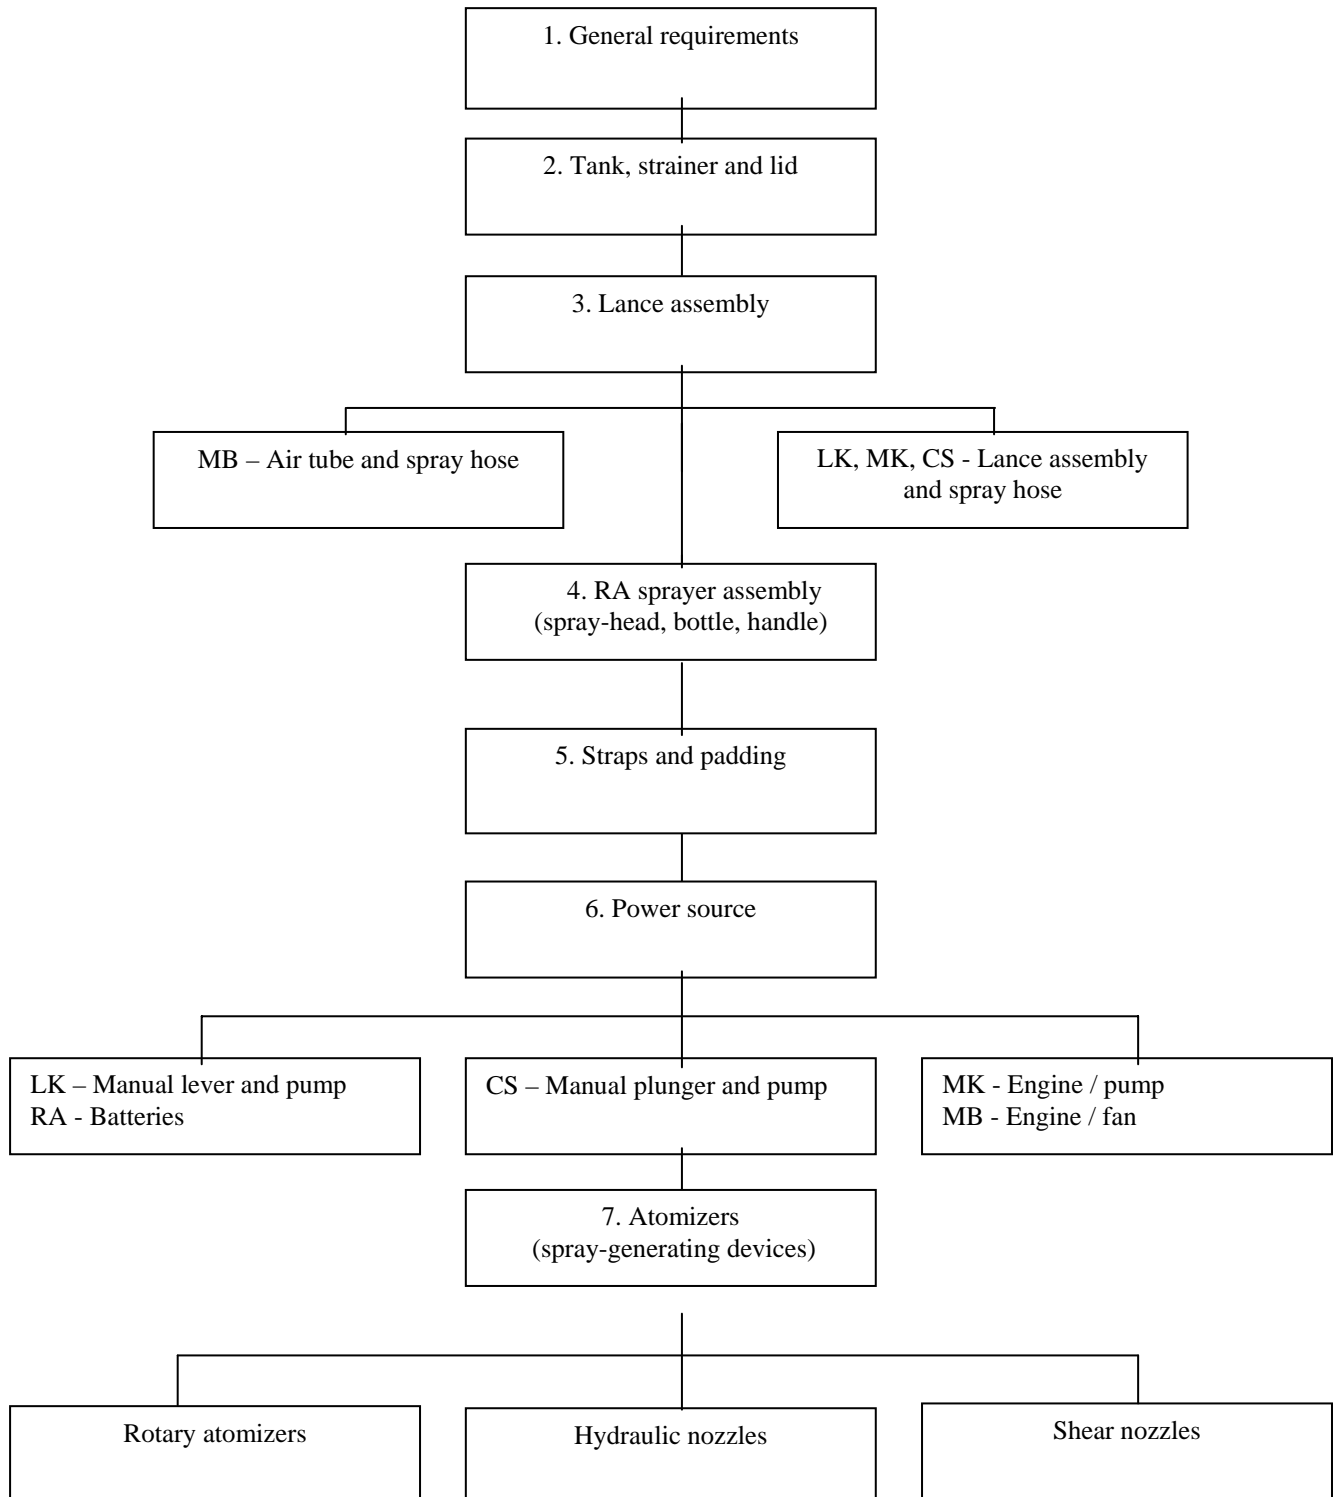 1. General requirements
2. Tank, strainer and lid
3. Lance assembly
MB – Air tube and spray hose
LK, MK, CS - Lance assembly
and spray hose
4. RA sprayer assembly
(spray-head, bottle, handle)
5. Straps and padding
6. Power source
LK – Manual lever and pump
RA - Batteries
CS – Manual plunger and pump
MK - Engine / pump
MB - Engine / fan
7. Atomizers
(spray-generating devices)
Rotary atomizers
Hydraulic nozzles
Shear nozzles